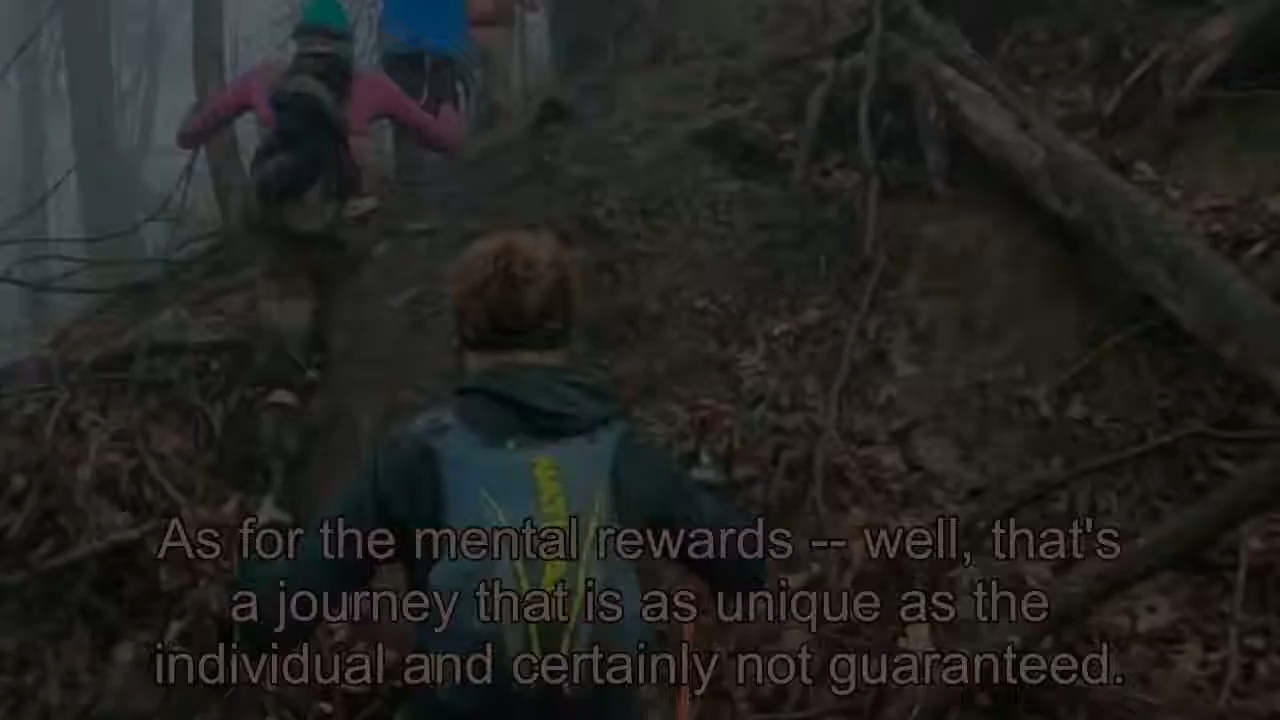 As for the mental rewards -- well, that's
a journey that is as unique as the
individual and certainly not guaranteed.